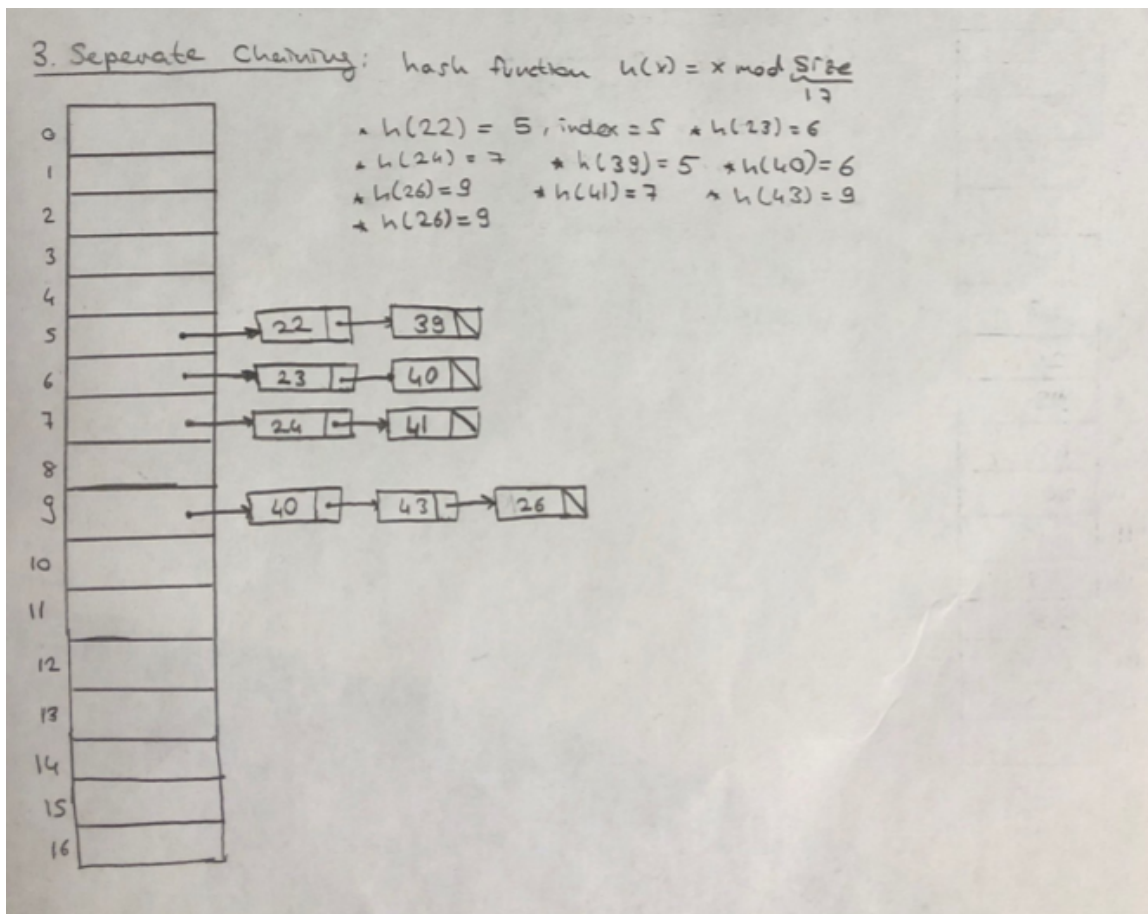 3. Seperate Chaining: hash function h(x) = x mod Size
17
* h(22) = 5, index = 5 * h(23) = 6
* h(24) = 7 * h(39) = 5 * h(40) = 6
* h(26) = 9 * h(41) = 7 * h(43) = 9
* h(26) = 9
0
1
2
3
4
5 22 39
6 23 40
7 24 41
8
9 40 43 26
10
11
12
13
14
15
16